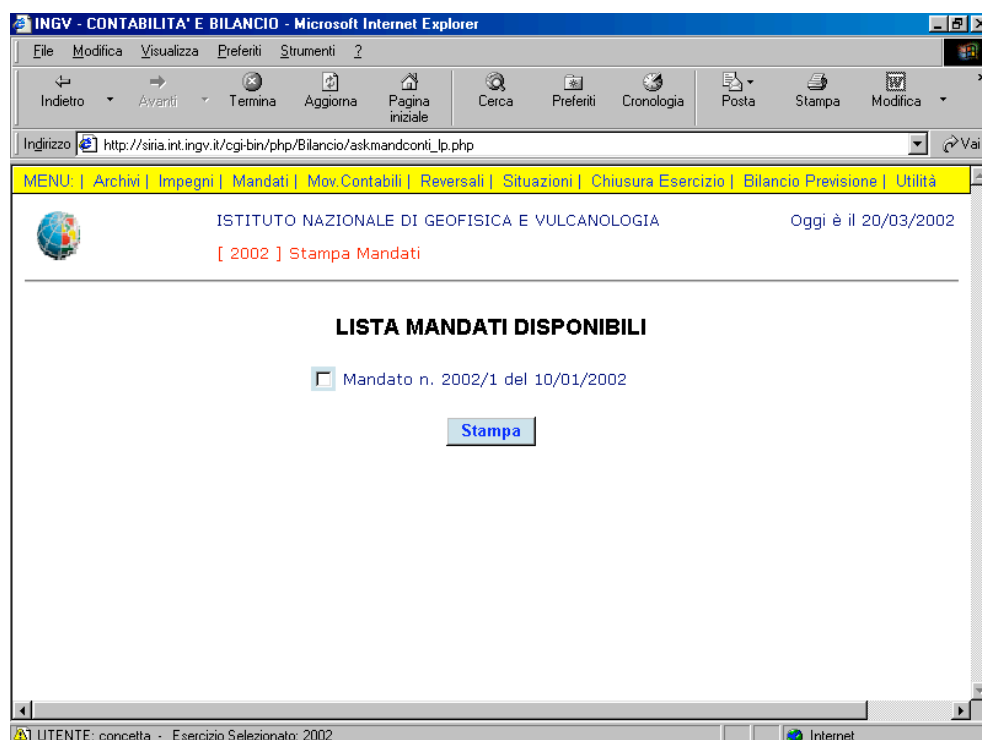 INGV - CONTABILITA' E BILANCIO - Microsoft Internet Explorer
File Modifica Visualizza Preferiti Strumenti ?
Indietro Avanti Termina Aggiorna Pagina iniziale Cerca Preferiti Cronologia Posta Stampa Modifica
Indirizzo http://siria.int.ingv.it/cgi-bin/php/Bilancio/askmandconti_lp.php Vai
MENU: | Archivi | Impegni | Mandati | Mov.Contabili | Reversali | Situazioni | Chiusura Esercizio | Bilancio Previsione | Utilità
ISTITUTO NAZIONALE DI GEOFISICA E VULCANOLOGIA Oggi è il 20/03/2002
[ 2002 ] Stampa Mandati
LISTA MANDATI DISPONIBILI
Mandato n. 2002/1 del 10/01/2002
Stampa
UTENTE: concetta - Esercizio Selezionato: 2002 Internet